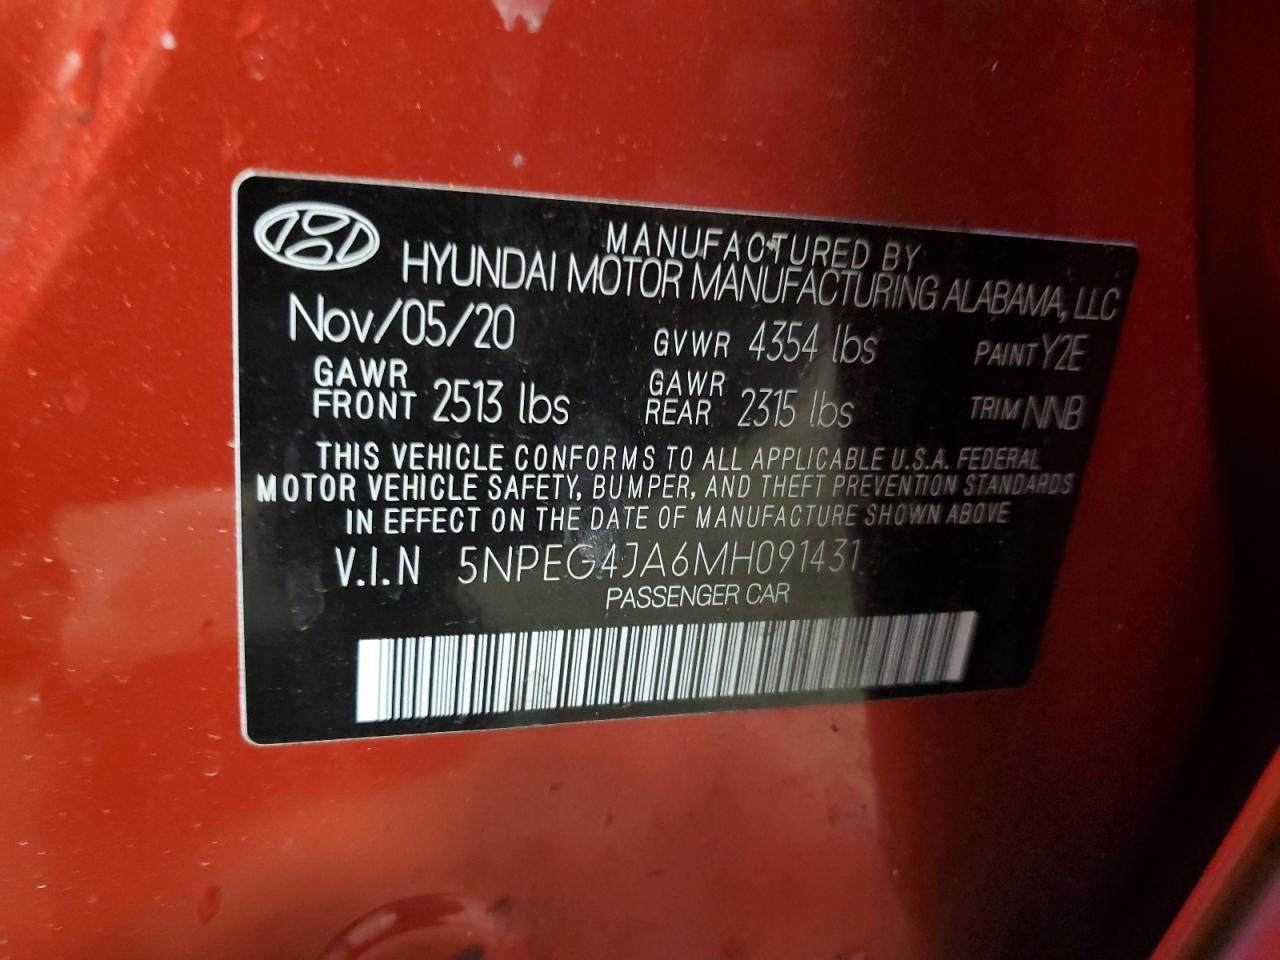 MANUFACTURED BY
HYUNDAI MOTOR MANUFACTURING ALABAMA, LLC
Nov/05/20 GVWR 4354 lbs PAINT Y2E
GAWR FRONT 2513 lbs GAWR REAR 2315 lbs TRIM NNB
THIS VEHICLE CONFORMS TO ALL APPLICABLE U.S.A. FEDERAL
MOTOR VEHICLE SAFETY, BUMPER, AND THEFT PREVENTION STANDARDS
IN EFFECT ON THE DATE OF MANUFACTURE SHOWN ABOVE
V.I.N 5NPEG4JA6MH091431
PASSENGER CAR